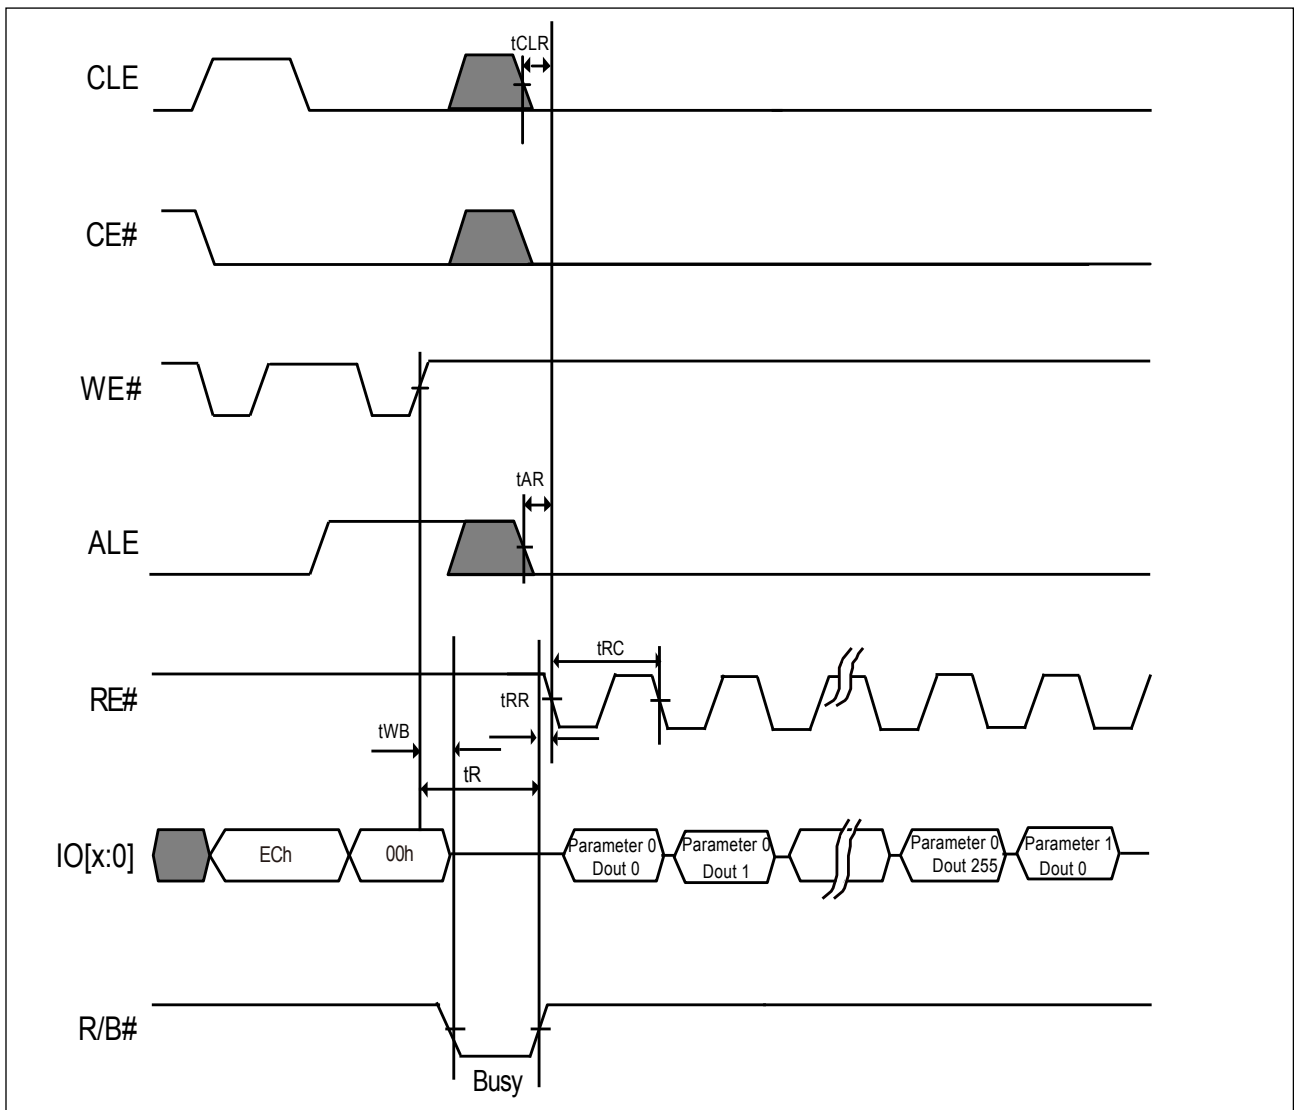 tCLR
CLE
CE#
WE#
tAR
ALE
tRC
RE#
tRR
tWB
tR
IO[x:0]
ECh
00h
Parameter 0
Dout 0
Parameter 0
Dout 1
Parameter 0
Dout 255
Parameter 1
Dout 0
R/B#
Busy